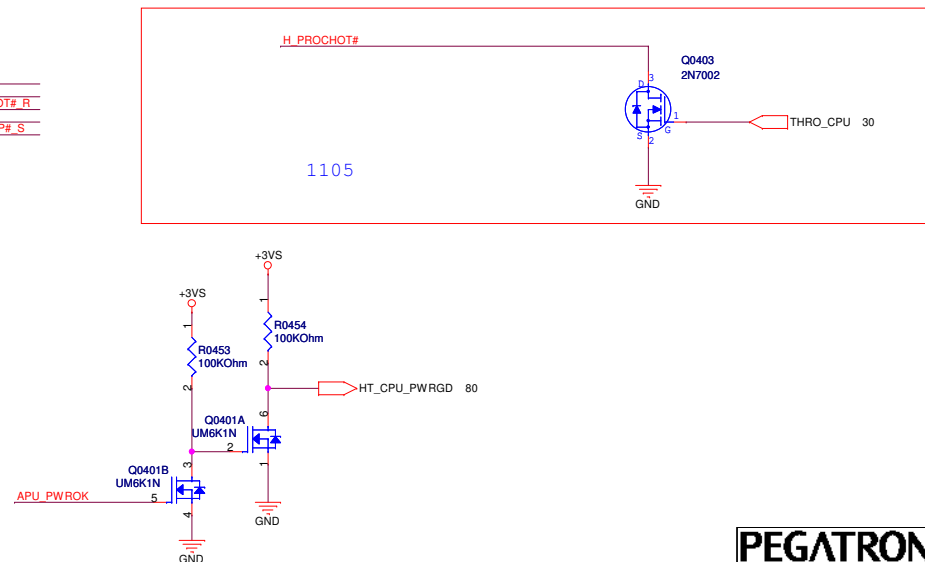 H_PROCHOT#
Q0403
2N7002
OT#_R
P#_S
3
D
1
G
S
2
THRO_CPU 30
1105
GND
+3VS
+3VS
1
R0454
100KOhm
1
R0453
100KOhm
2
2
HT_CPU_PWRGD 80
6
Q0401A
UM6K1N
2
3
1
Q0401B
UM6K1N
APU_PWROK
5
4
GND
GND
PEGATRON